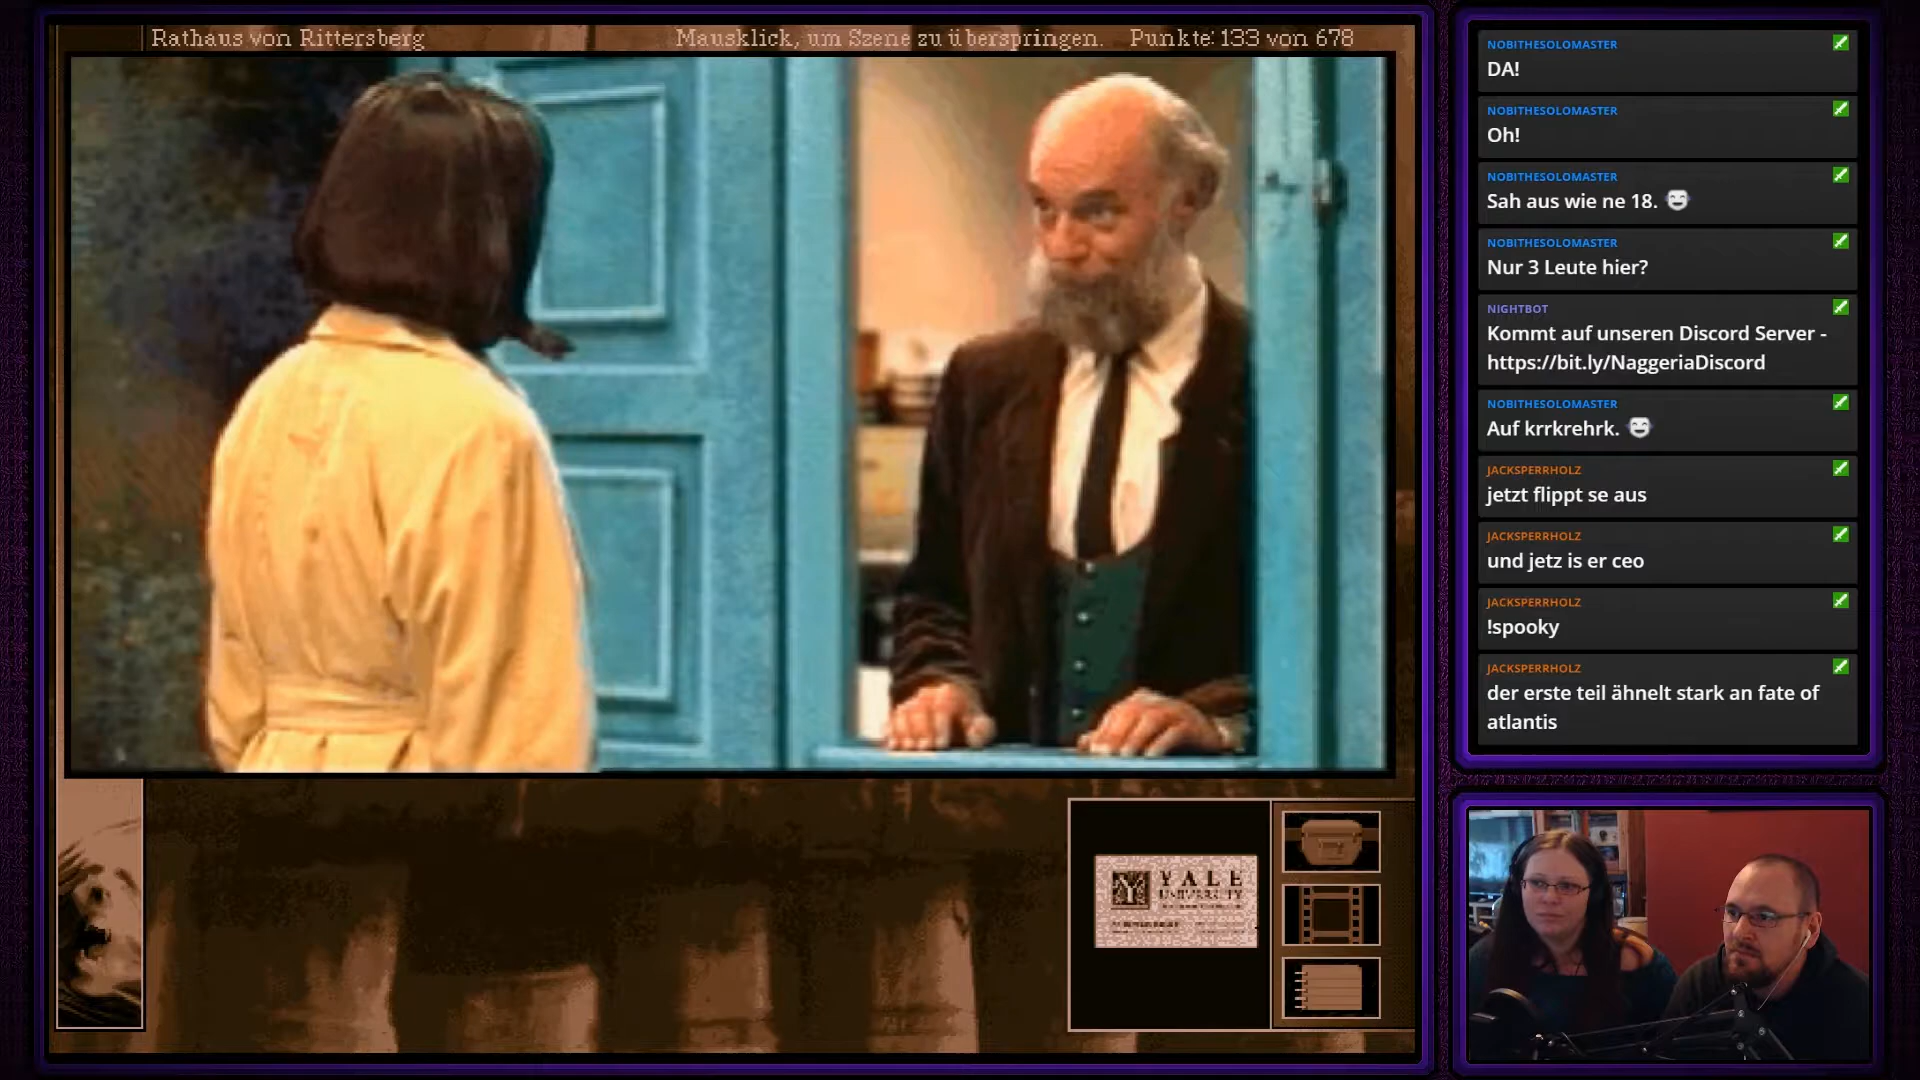 Rathaus von Rittersberg
Mausklick, um Szene zu überspringen.
Punkte: 133 von 678
NOBITHESOLOMASTER
DA!
NOBITHESOLOMASTER
Oh!
NOBITHESOLOMASTER
Sah aus wie ne 18.
NOBITHESOLOMASTER
Nur 3 Leute hier?
NIGHTBOT
Kommt auf unseren Discord Server -
https://bit.ly/NaggeriaDiscord
NOBITHESOLOMASTER
Auf krrkrehrk.
JACKSPERRHOLZ
jetzt flippt se aus
JACKSPERRHOLZ
und jetz is er ceo
JACKSPERRHOLZ
!spooky
JACKSPERRHOLZ
der erste teil ähnelt stark an fate of
atlantis
Y YALE
UNIVERSITY